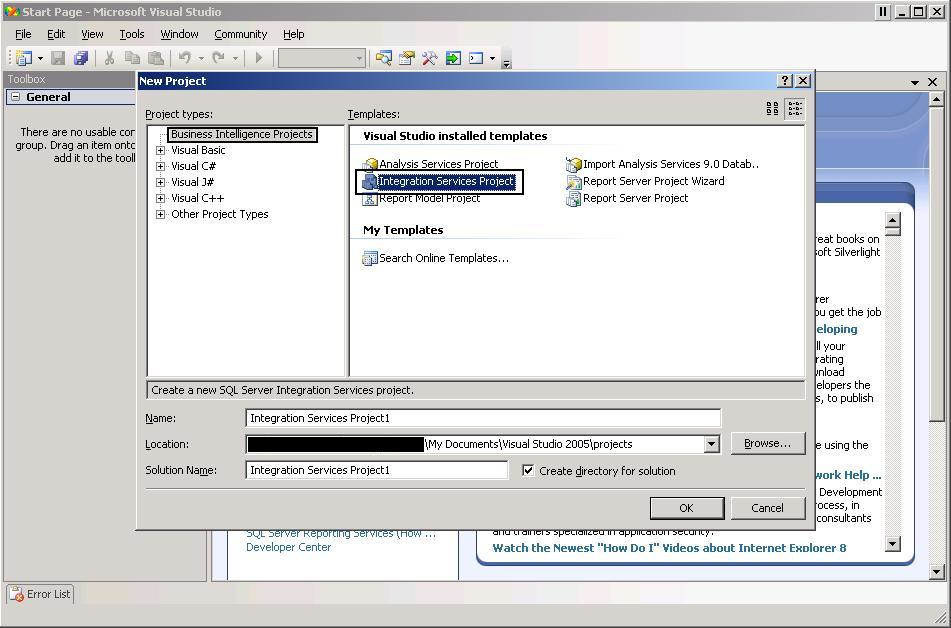 Start Page - Microsoft Visual Studio
File Edit View Tools Window Community Help
Toolbox
General
There are no usable con
group. Drag an item onto
add it to the tool
New Project
Project types:
Business Intelligence Projects
Visual Basic
Visual C#
Visual J#
Visual C++
Other Project Types
Templates:
Visual Studio installed templates
Analysis Services Project
Integration Services Project
Report Model Project
Import Analysis Services 9.0 Datab..
Report Server Project Wizard
Report Server Project
My Templates
Search Online Templates...
Create a new SQL Server Integration Services project.
Name:
Integration Services Project1
Location:
\My Documents\Visual Studio 2005\projects
Browse...
Solution Name:
Integration Services Project1
Create directory for solution
OK
Cancel
reat books on
soft Silverlight
rer
ou get the job
eloping
ll your
rating
wnload
elopers the
s, to publish
e using the
work Help ...
Development
rocess, in
consultants
and trainers specialized in application security.
Watch the Newest "How Do I" Videos about Internet Explorer 8
SQL Server Reporting Services (How ...
Developer Center
Error List